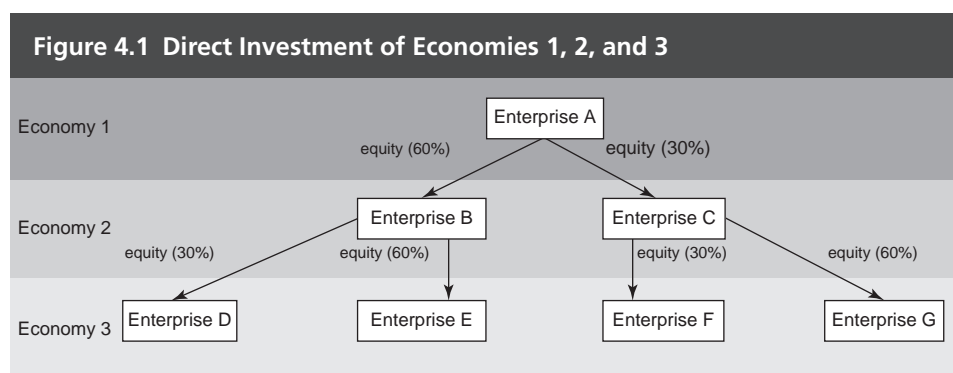 Figure 4.1 Direct Investment of Economies 1, 2, and 3
Economy 1
Enterprise A
equity (60%)
equity (30%)
Economy 2
Enterprise B
Enterprise C
equity (30%)
equity (60%)
equity (30%)
equity (60%)
Economy 3
Enterprise D
Enterprise E
Enterprise F
Enterprise G